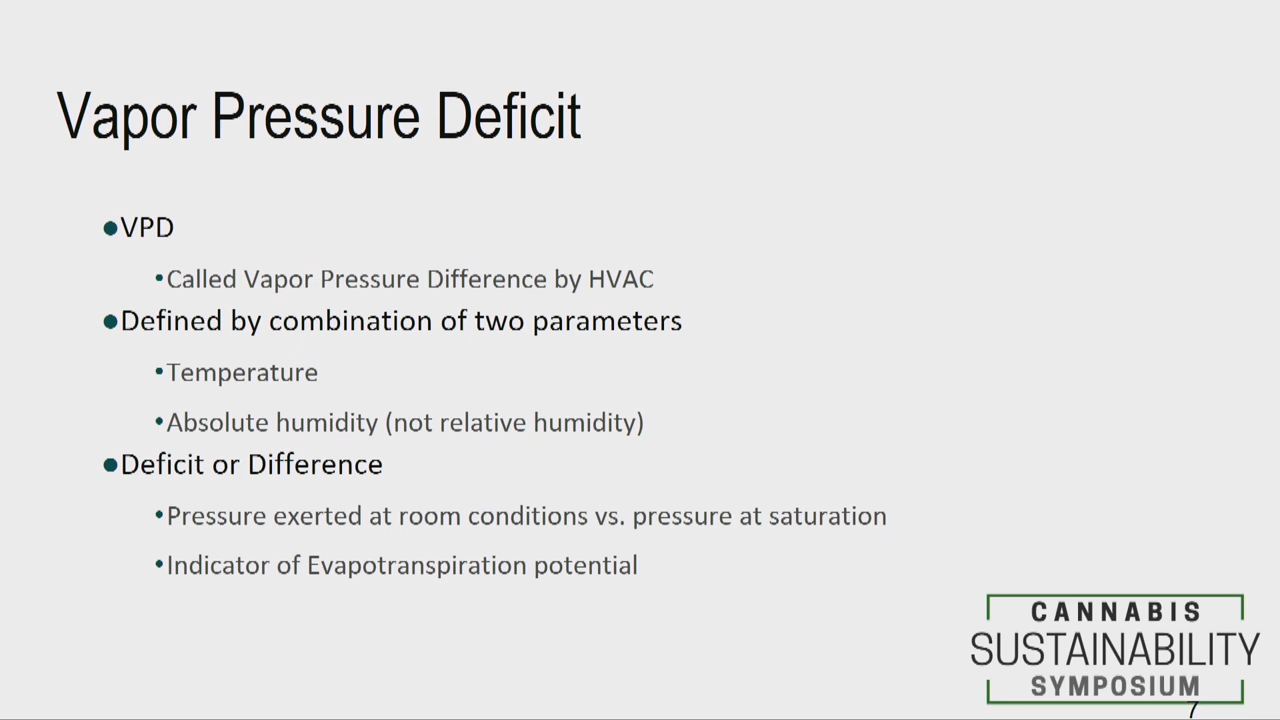 Vapor Pressure Deficit
●VPD
•Called Vapor Pressure Difference by HVAC
●Defined by combination of two parameters
•Temperature
•Absolute humidity (not relative humidity)
●Deficit or Difference
•Pressure exerted at room conditions vs. pressure at saturation
•Indicator of Evapotranspiration potential
CANNABIS
SUSTAINABILITY
SYMPOSIUM
7